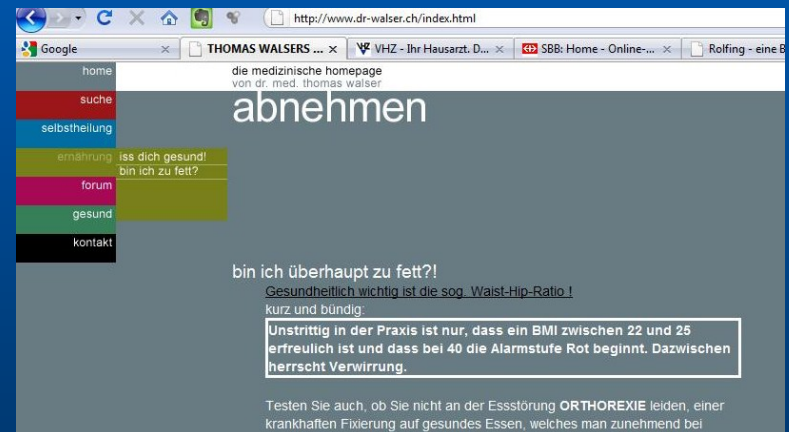 http://www.dr-walser.ch/index.html
Google
THOMAS WALSERS ...
VHZ - Ihr Hausarzt. D...
SBB: Home - Online-...
Rolfing - eine B
home
suche
selbstheilung
ernährung
iss dich gesund!
bin ich zu fett?
forum
gesund
kontakt
die medizinische homepage
von dr. med. thomas walser
abnehmen
bin ich überhaupt zu fett?!
Gesundheitlich wichtig ist die sog. Waist-Hip-Ratio !
kurz und bündig:
Unstrittig in der Praxis ist nur, dass ein BMI zwischen 22 und 25
erfreulich ist und dass bei 40 die Alarmstufe Rot beginnt. Dazwischen
herrscht Verwirrung.
Testen Sie auch, ob Sie nicht an der Essstörung ORTHOREXIE leiden, einer
krankhaften Fixierung auf gesundes Essen, welches man zunehmend bei